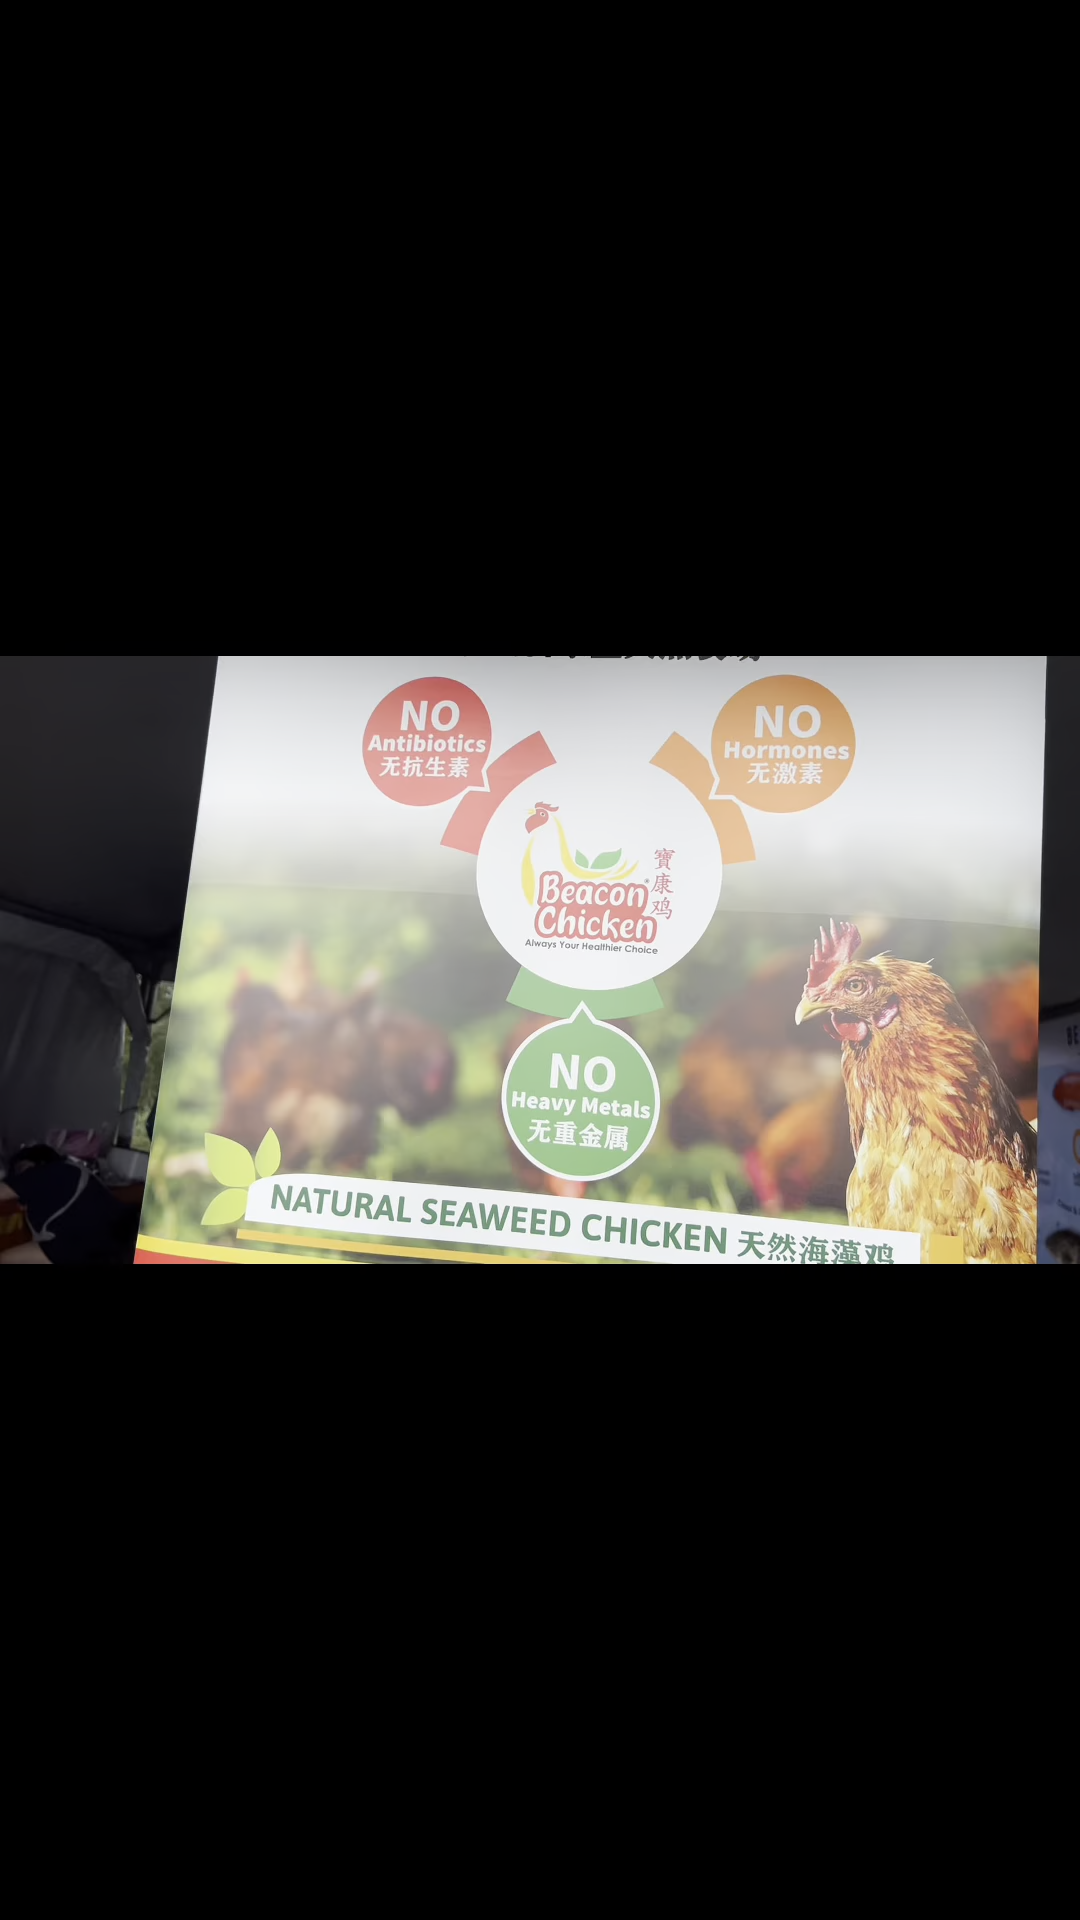 NO
Antibiotics
无抗生素
NO
Hormones
无激素
Beacon
Chicken
®
寶康鸡
Always Your Healthier Choice
NO
Heavy Metals
无重金属
NATURAL SEAWEED CHICKEN 天然海藻鸡